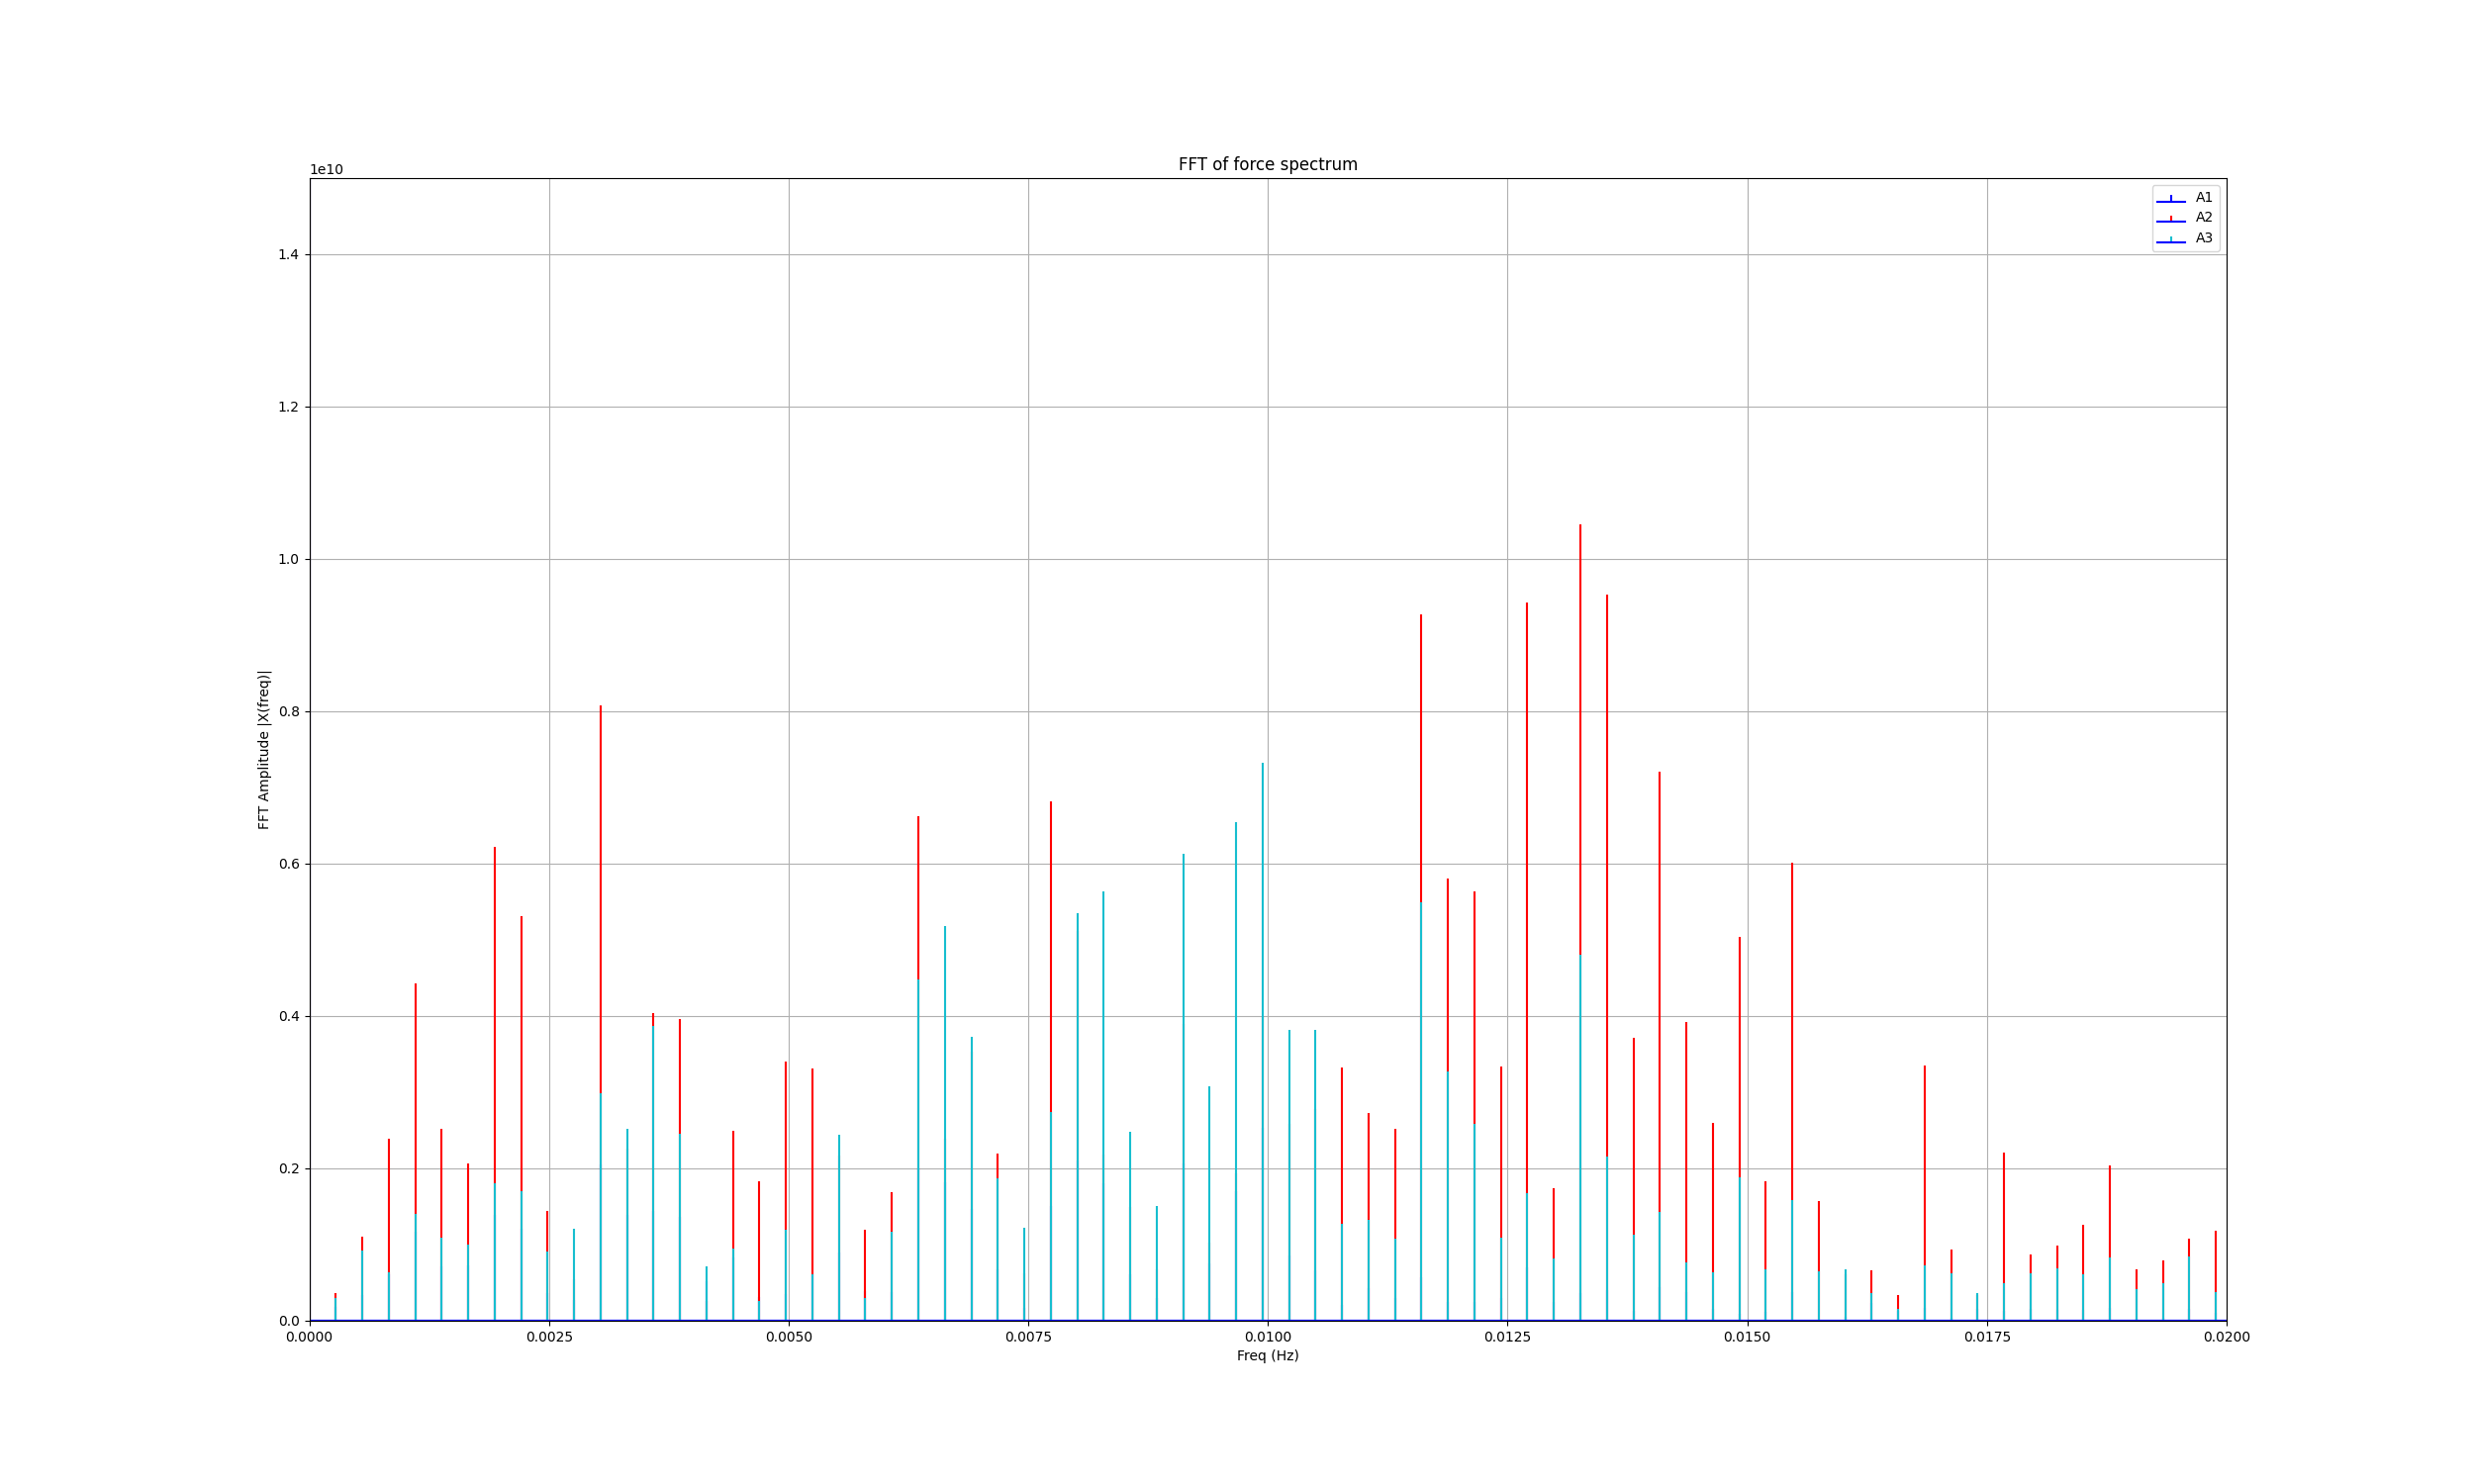 FFT of force spectrum
1e10
A1
A2
A3
1.4
1.2
1.0
0.8
0.6
0.4
0.2
0.0
FFT Amplitude |X(freq)|
0.0000 0.0025 0.0050 0.0075 0.0100 0.0125 0.0150 0.0175 0.0200
Freq (Hz)